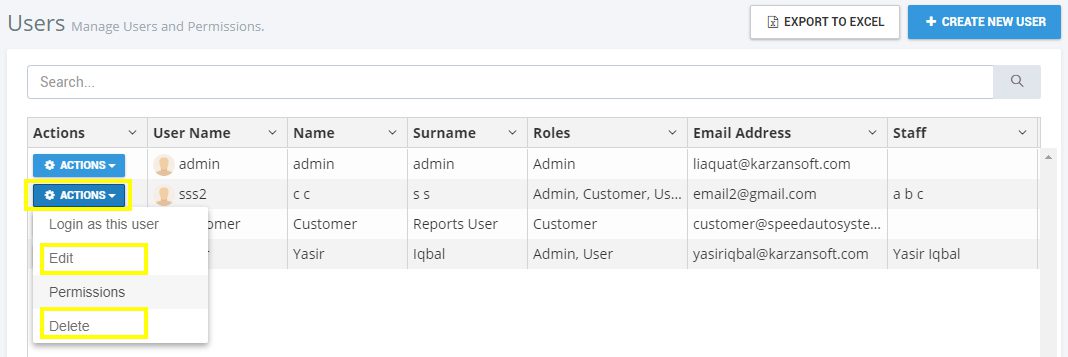 Users Manage Users and Permissions.
EXPORT TO EXCEL
+ CREATE NEW USER
Search...
Actions User Name Name Surname Roles Email Address Staff
ACTIONS admin admin admin Admin liaquat@karzansoft.com
ACTIONS sss2 c c s s Admin, Customer, Us... email2@gmail.com a b c
Login as this user
omer Customer Reports User Customer customer@speedautosyste...
Edit
Yasir Iqbal Admin, User yasiriqbal@karzansoft.com Yasir Iqbal
Permissions
Delete